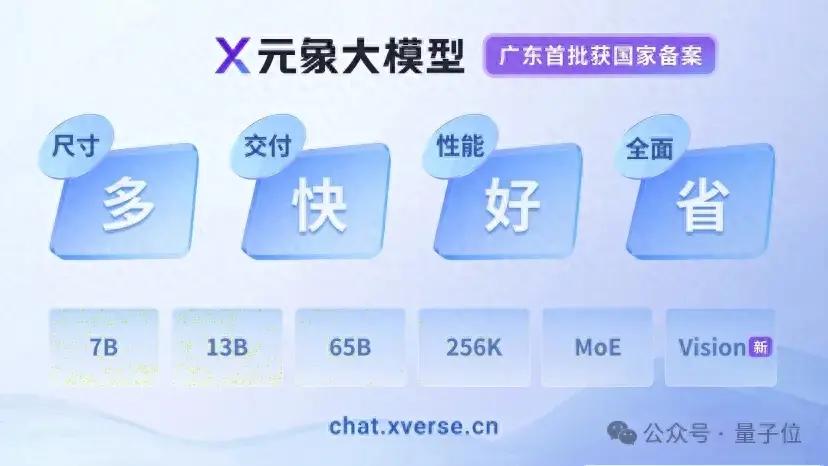 X元象大模型 广东首批获国家备案
尺寸 交付 性能 全面
多 快 好 省
7B 13B 65B 256K MoE Vision 新
chat.xverse.cn
公众号·量子位